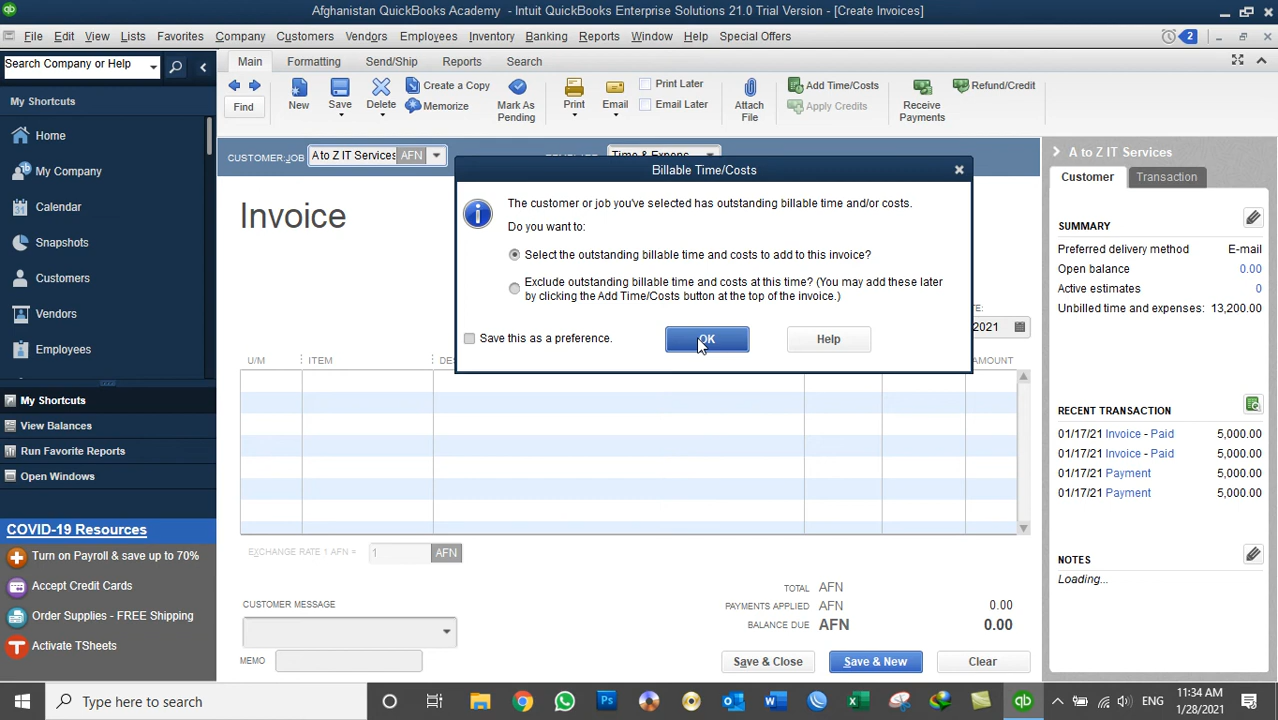 Afghanistan QuickBooks Academy - Intuit QuickBooks Enterprise Solutions 21.0 Trial Version - [Create Invoices]
File Edit View Lists Favorites Company Customers Vendors Employees Inventory Banking Reports Window Help Special Offers 2
Search Company or Help
Main Formatting Send/Ship Reports Search
My Shortcuts
Home
My Company
Calendar
Snapshots
Customers
Vendors
Employees
My Shortcuts
View Balances
Run Favorite Reports
Open Windows
COVID-19 Resources
Turn on Payroll & save up to 70%
Accept Credit Cards
Order Supplies - FREE Shipping
Activate TSheets
Find
New
Save
Delete
Create a Copy
Memorize
Mark As
Pending
Print
Email
Print Later
Email Later
Attach
File
Add Time/Costs
Apply Credits
Receive
Payments
Refund/Credit
CUSTOMER:JOB A to Z IT Services AFN TEMPLATE Time & Expens
Invoice
Billable Time/Costs
The customer or job you've selected has outstanding billable time and/or costs.
Do you want to:
Select the outstanding billable time and costs to add to this invoice?
Exclude outstanding billable time and costs at this time? (You may add these later
by clicking the Add Time/Costs button at the top of the invoice.)
Save this as a preference. OK Help
2021
U/M ITEM AMOUNT
EXCHANGE RATE 1 AFN = 1 AFN
CUSTOMER MESSAGE
MEMO
TOTAL AFN
PAYMENTS APPLIED AFN 0.00
BALANCE DUE AFN 0.00
Save & Close Save & New Clear
A to Z IT Services
Customer Transaction
SUMMARY
Preferred delivery method E-mail
Open balance 0.00
Active estimates 0
Unbilled time and expenses: 13,200.00
RECENT TRANSACTION
01/17/21 Invoice - Paid 5,000.00
01/17/21 Invoice - Paid 5,000.00
01/17/21 Payment 5,000.00
01/17/21 Payment 5,000.00
NOTES
Loading...
Type here to search
ENG
11:34 AM
1/28/2021